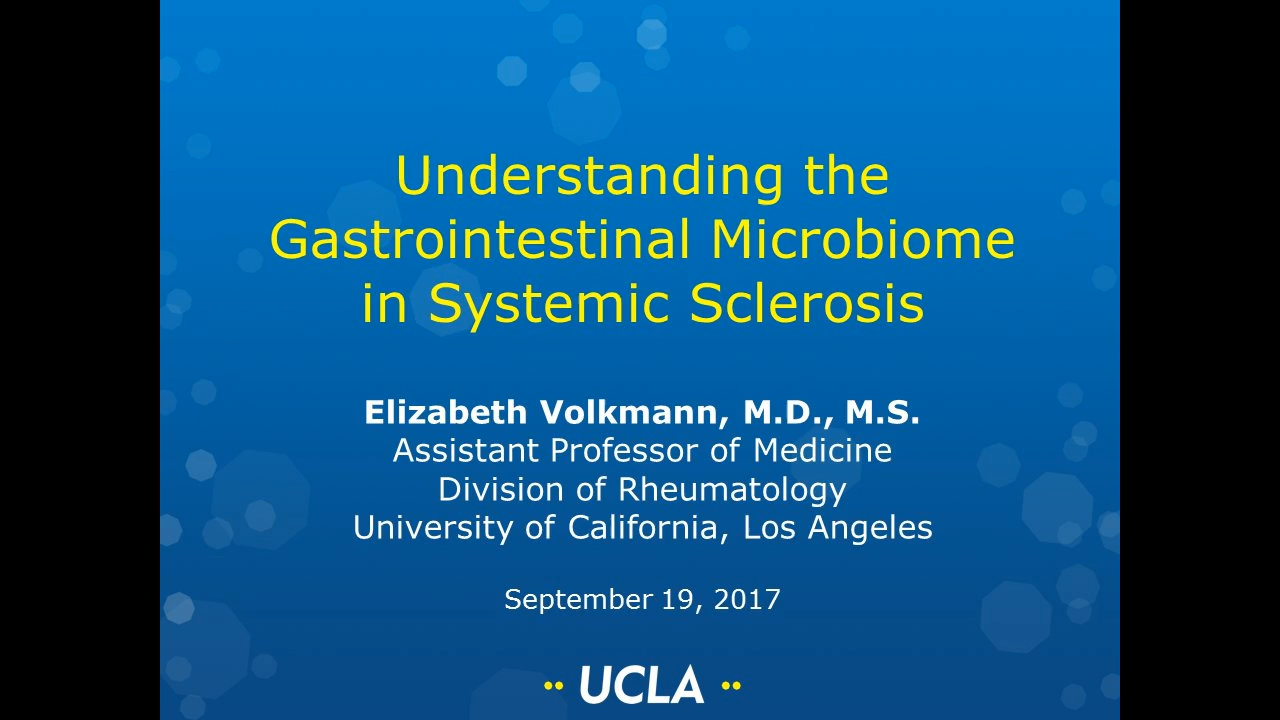 Understanding the
Gastrointestinal Microbiome
in Systemic Sclerosis
Elizabeth Volkmann, M.D., M.S.
Assistant Professor of Medicine
Division of Rheumatology
University of California, Los Angeles
September 19, 2017
UCLA